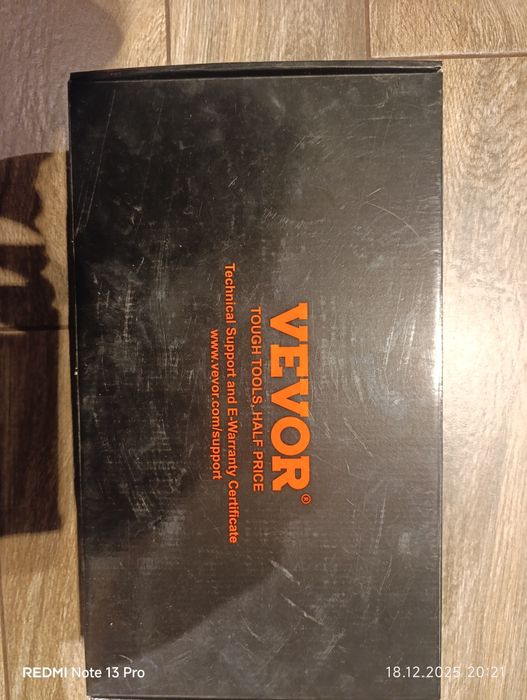 VEVOR®
TOUGH TOOLS, HALF PRICE
Technical Support and E-Warranty Certificate
www.vevor.com/support
REDMI Note 13 Pro
18.12.2025 20:21